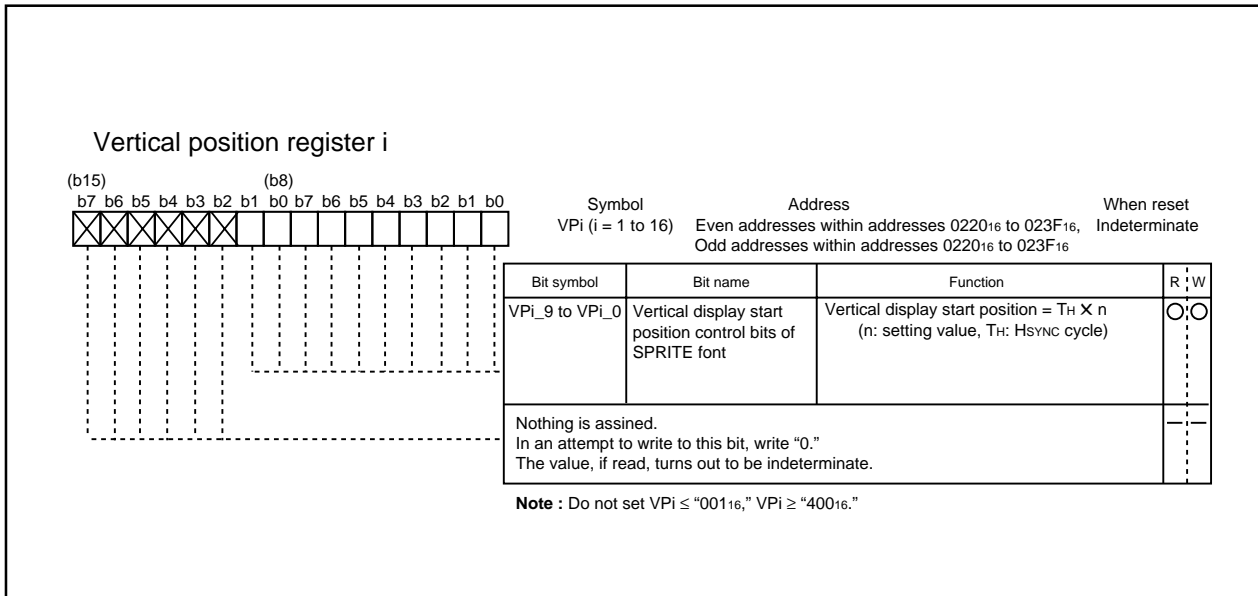 Vertical position register i
(b15) (b8)
b7 b6 b5 b4 b3 b2 b1 b0 b7 b6 b5 b4 b3 b2 b1 b0
Symbol Address When reset
VPi (i = 1 to 16) Even addresses within addresses 0220₁₆ to 023F₁₆, Indeterminate
Odd addresses within addresses 0220₁₆ to 023F₁₆
Bit symbol Bit name Function R W
VPi_9 to VPi_0 Vertical display start Vertical display start position = TH ✕ n
position control bits of (n: setting value, TH: HSYNC cycle)
SPRITE font
Nothing is assined.
In an attempt to write to this bit, write “0.”
The value, if read, turns out to be indeterminate.
Note : Do not set VPi ≤ “001₁₆,” VPi ≥ “400₁₆.”